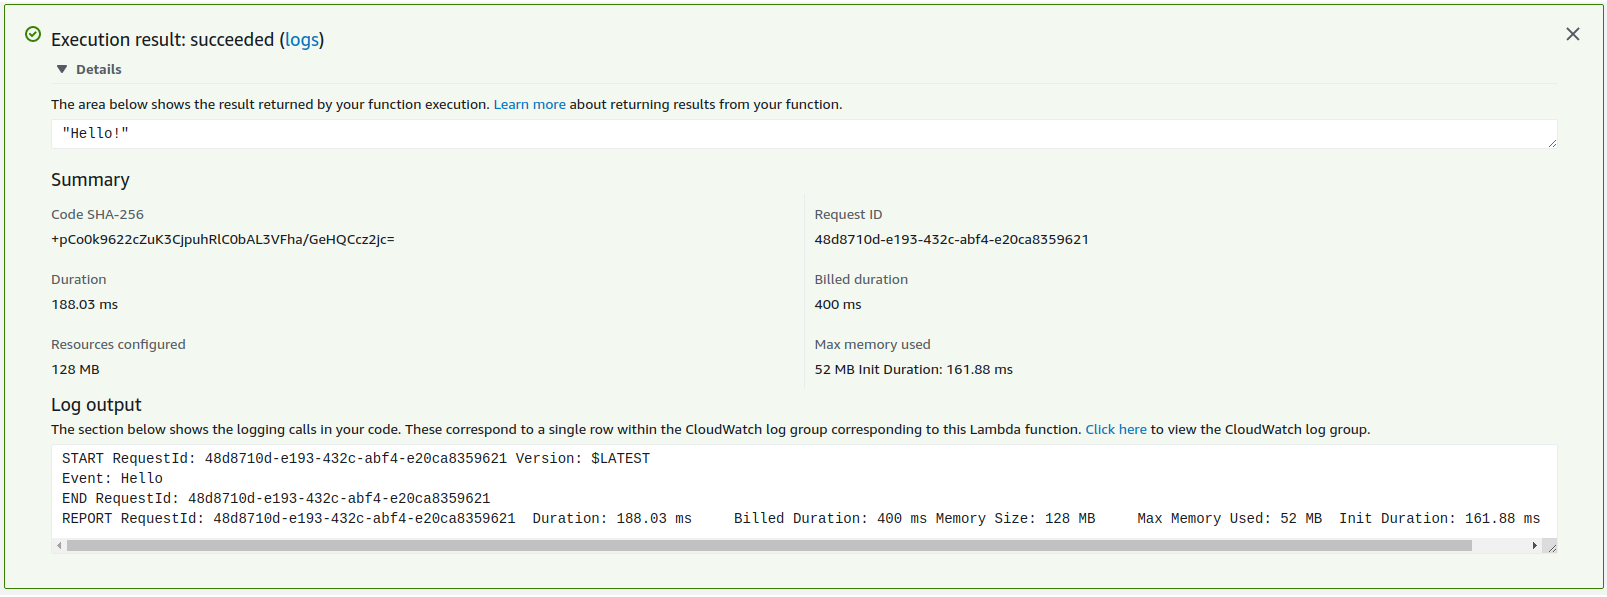 Execution result: succeeded (logs)
Details
The area below shows the result returned by your function execution. Learn more about returning results from your function.
"Hello!"
Summary
Code SHA-256
+pCo0k9622cZuK3CjpuhRlC0bAL3VFha/GeHQCcz2jc=
Request ID
48d8710d-e193-432c-abf4-e20ca8359621
Duration
188.03 ms
Billed duration
400 ms
Resources configured
128 MB
Max memory used
52 MB Init Duration: 161.88 ms
Log output
The section below shows the logging calls in your code. These correspond to a single row within the CloudWatch log group corresponding to this Lambda function. Click here to view the CloudWatch log group.
START RequestId: 48d8710d-e193-432c-abf4-e20ca8359621 Version: $LATEST
Event: Hello
END RequestId: 48d8710d-e193-432c-abf4-e20ca8359621
REPORT RequestId: 48d8710d-e193-432c-abf4-e20ca8359621  Duration: 188.03 ms     Billed Duration: 400 ms Memory Size: 128 MB     Max Memory Used: 52 MB  Init Duration: 161.88 ms